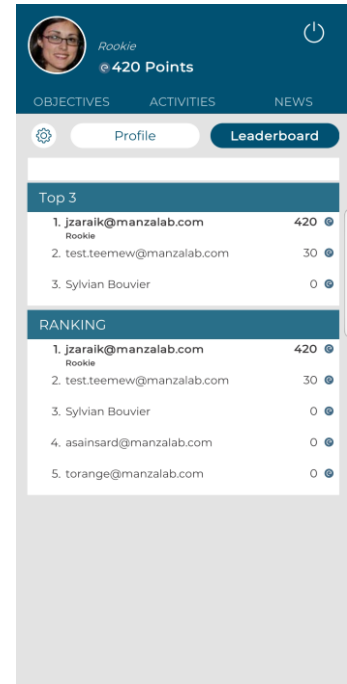 Rookie
420 Points
OBJECTIVES ACTIVITIES NEWS
Profile Leaderboard
Top 3
1. jzaraik@manzalab.com 420
Rookie
2. test.teemew@manzalab.com 30
3. Sylvian Bouvier 0
RANKING
1. jzaraik@manzalab.com 420
Rookie
2. test.teemew@manzalab.com 30
3. Sylvian Bouvier 0
4. asainsard@manzalab.com 0
5. torange@manzalab.com 0